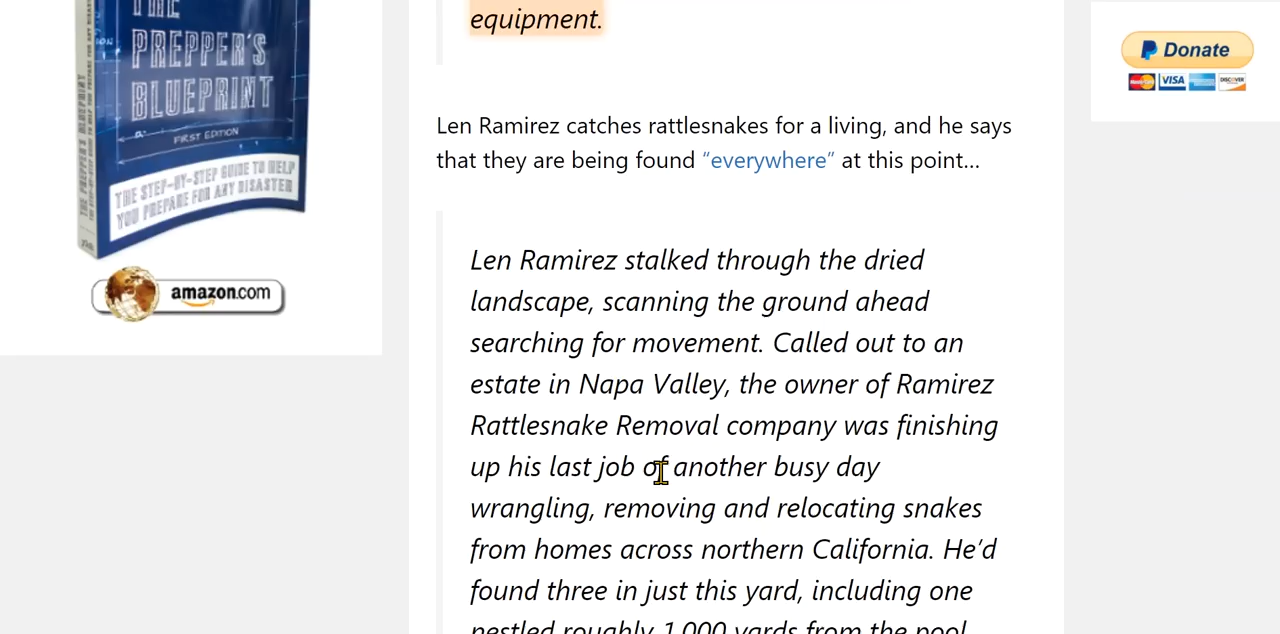 THE
PREPPER'S
BLUEPRINT
FIRST EDITION
THE STEP-BY-STEP GUIDE TO HELP
YOU PREPARE FOR ANY DISASTER
amazon.com
equipment.
Len Ramirez catches rattlesnakes for a living, and he says
that they are being found “everywhere” at this point…
Len Ramirez stalked through the dried
landscape, scanning the ground ahead
searching for movement. Called out to an
estate in Napa Valley, the owner of Ramirez
Rattlesnake Removal company was finishing
up his last job of another busy day
wrangling, removing and relocating snakes
from homes across northern California. He’d
found three in just this yard, including one
nestled roughly 1,000 yards from the pool
Donate
MasterCard VISA DISCOVER